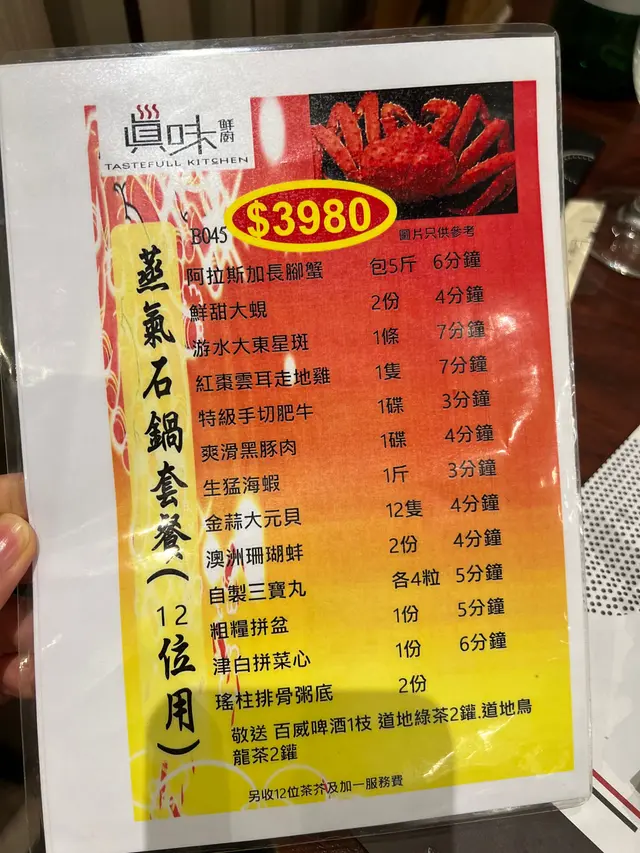 眞味鮮廚
TASTEFULL KITCHEN
$3980
B045
圖片只供參考
蒸氣石鍋套餐(12位用)
阿拉斯加長腳蟹 包5斤 6分鐘
鮮甜大蜆 2份 4分鐘
游水大東星斑 1條 7分鐘
紅棗雲耳走地雞 1隻 7分鐘
特級手切肥牛 1碟 3分鐘
爽滑黑豚肉 1碟 4分鐘
生猛海蝦 1斤 3分鐘
金蒜大元貝 12隻 4分鐘
澳洲珊瑚蚌 2份 4分鐘
自製三寶丸 各4粒 5分鐘
粗糧拼盆 1份 5分鐘
津白拼菜心 1份 6分鐘
瑤柱排骨粥底 2份
敬送 百威啤酒1枝 道地綠茶2鑵.道地烏
龍茶2鑵
另收12位茶芥及加一服務費